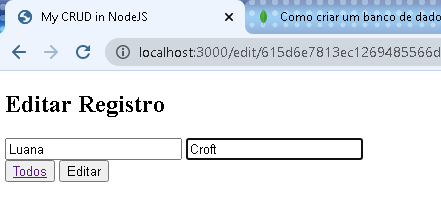 My CRUD in NodeJS
Como criar um banco de dado
localhost:3000/edit/615d6e7813ec1269485566d
Editar Registro
Luana Croft
Todos Editar